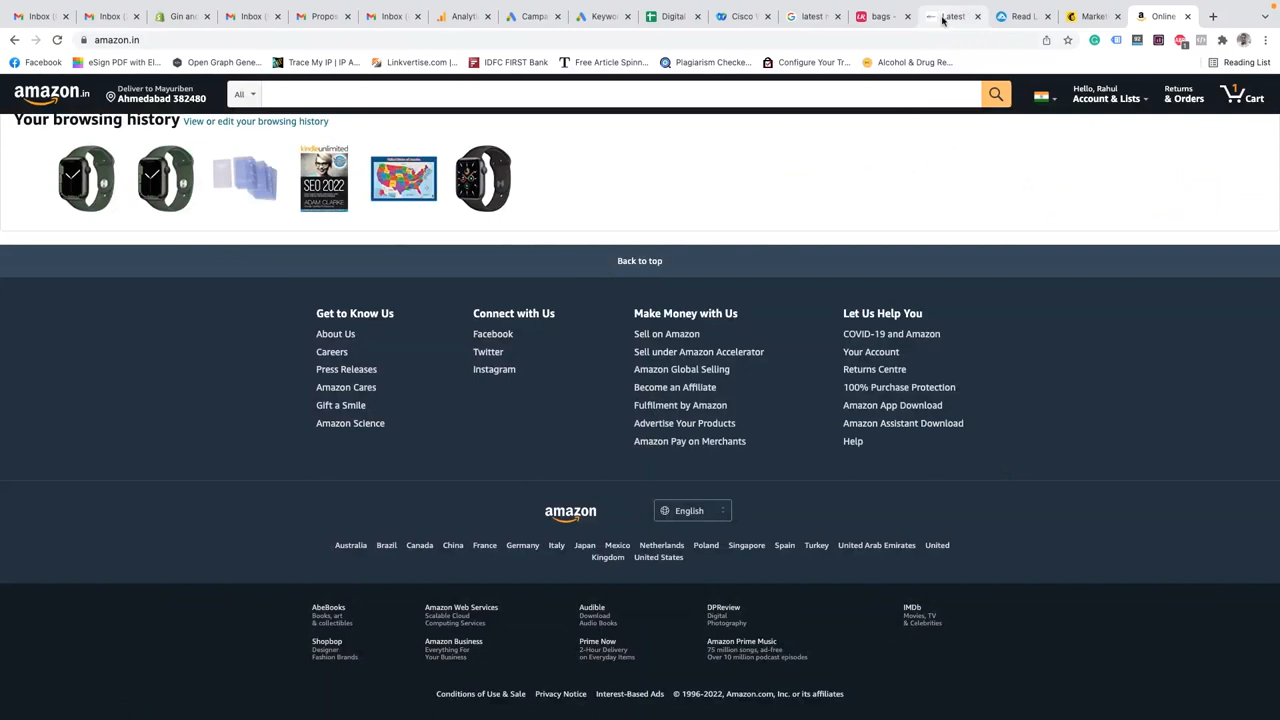 Inbox (
Inbox (
Gin and
Inbox (
Propos
Inbox (
Analyti
Campa
Keywo
Digital
Cisco
latest n
bags -
Latest
Read L
Market
Online
amazon.in
Facebook
eSign PDF with El...
Open Graph Gene...
Trace My IP | IP A...
Linkvertise.com |...
IDFC FIRST Bank
Free Article Spinn...
Plagiarism Checke...
Configure Your Tr...
Alcohol & Drug Re...
Reading List
amazon.in
Deliver to Mayuriben
Ahmedabad 382480
All
Hello, Rahul
Account & Lists
Returns
& Orders
1
Cart
Your browsing history View or edit your browsing history
kindleunlimited
SEO 2022
ADAM CLARKE
Back to top
Get to Know Us
About Us
Careers
Press Releases
Amazon Cares
Gift a Smile
Amazon Science
Connect with Us
Facebook
Twitter
Instagram
Make Money with Us
Sell on Amazon
Sell under Amazon Accelerator
Amazon Global Selling
Become an Affiliate
Fulfilment by Amazon
Advertise Your Products
Amazon Pay on Merchants
Let Us Help You
COVID-19 and Amazon
Your Account
Returns Centre
100% Purchase Protection
Amazon App Download
Amazon Assistant Download
Help
amazon
English
Australia Brazil Canada China France Germany Italy Japan Mexico Netherlands Poland Singapore Spain Turkey United Arab Emirates United
Kingdom United States
AbeBooks
Books, art
& collectibles
Amazon Web Services
Scalable Cloud
Computing Services
Audible
Download
Audio Books
DPReview
Digital
Photography
IMDb
Movies, TV
& Celebrities
Shopbop
Designer
Fashion Brands
Amazon Business
Everything For
Your Business
Prime Now
2-Hour Delivery
on Everyday Items
Amazon Prime Music
75 million songs, ad-free
Over 10 million podcast episodes
Conditions of Use & Sale Privacy Notice Interest-Based Ads © 1996-2022, Amazon.com, Inc. or its affiliates